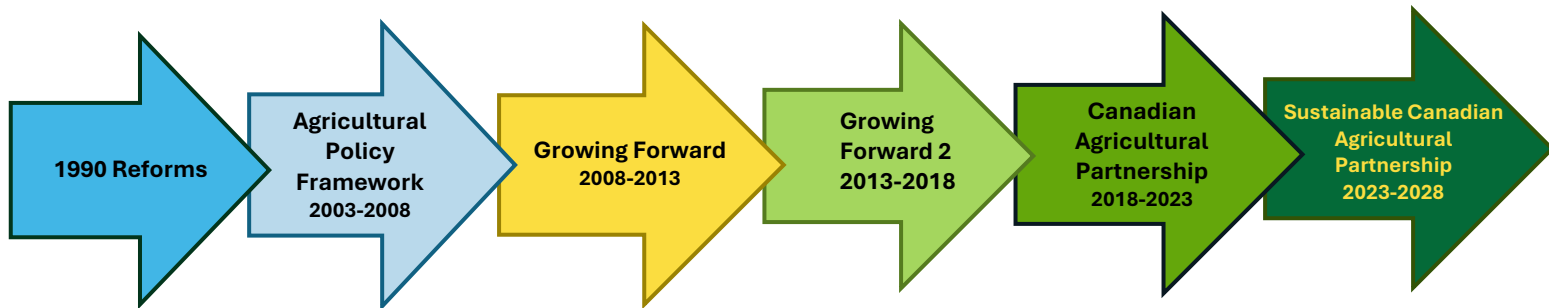 1990 Reforms
Agricultural
Policy
Framework
2003-2008
Growing Forward
2008-2013
Growing
Forward 2
2013-2018
Canadian
Agricultural
Partnership
2018-2023
Sustainable Canadian
Agricultural
Partnership
2023-2028